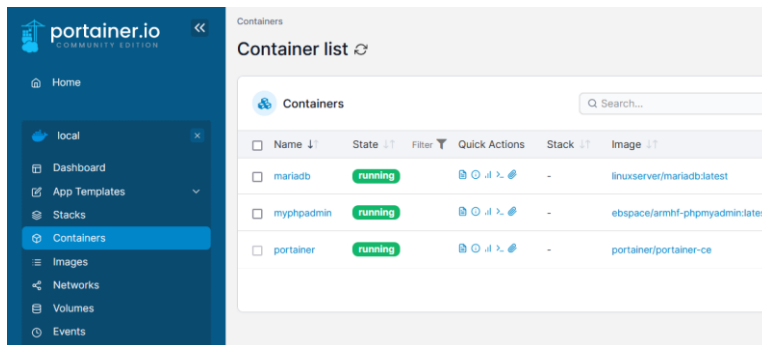 portainer.io
COMMUNITY EDITION
Home
local
Dashboard
App Templates
Stacks
Containers
Images
Networks
Volumes
Events
Containers
Container list
Containers
Search...
Name State Filter Quick Actions Stack Image
mariadb running - linuxserver/mariadb:latest
myphpadmin running - ebspace/armhf-phpmyadmin:late
portainer running - portainer/portainer-ce